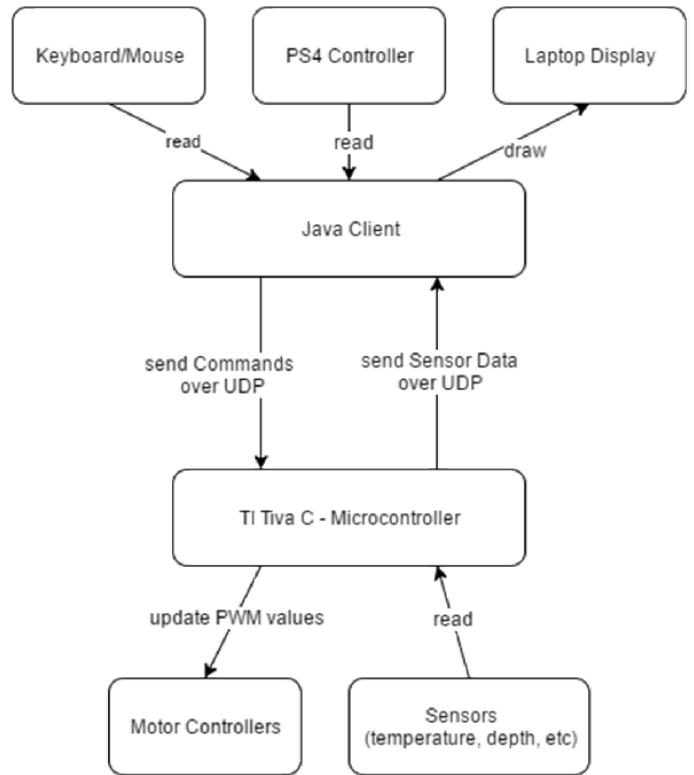 Keyboard/Mouse
PS4 Controller
Laptop Display
read
read
draw
Java Client
send Commands
over UDP
send Sensor Data
over UDP
TI Tiva C - Microcontroller
update PWM values
read
Motor Controllers
Sensors
(temperature, depth, etc)